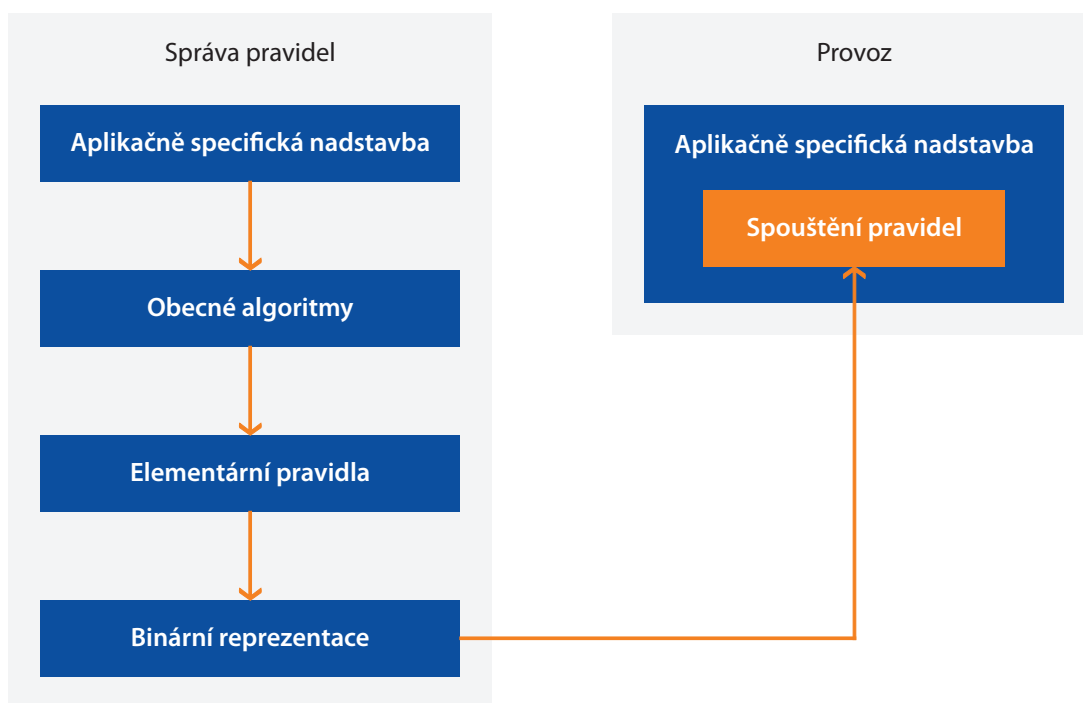 Správa pravidel
Aplikačně specifická nadstavba
Obecné algoritmy
Elementární pravidla
Binární reprezentace
Provoz
Aplikačně specifická nadstavba
Spouštění pravidel